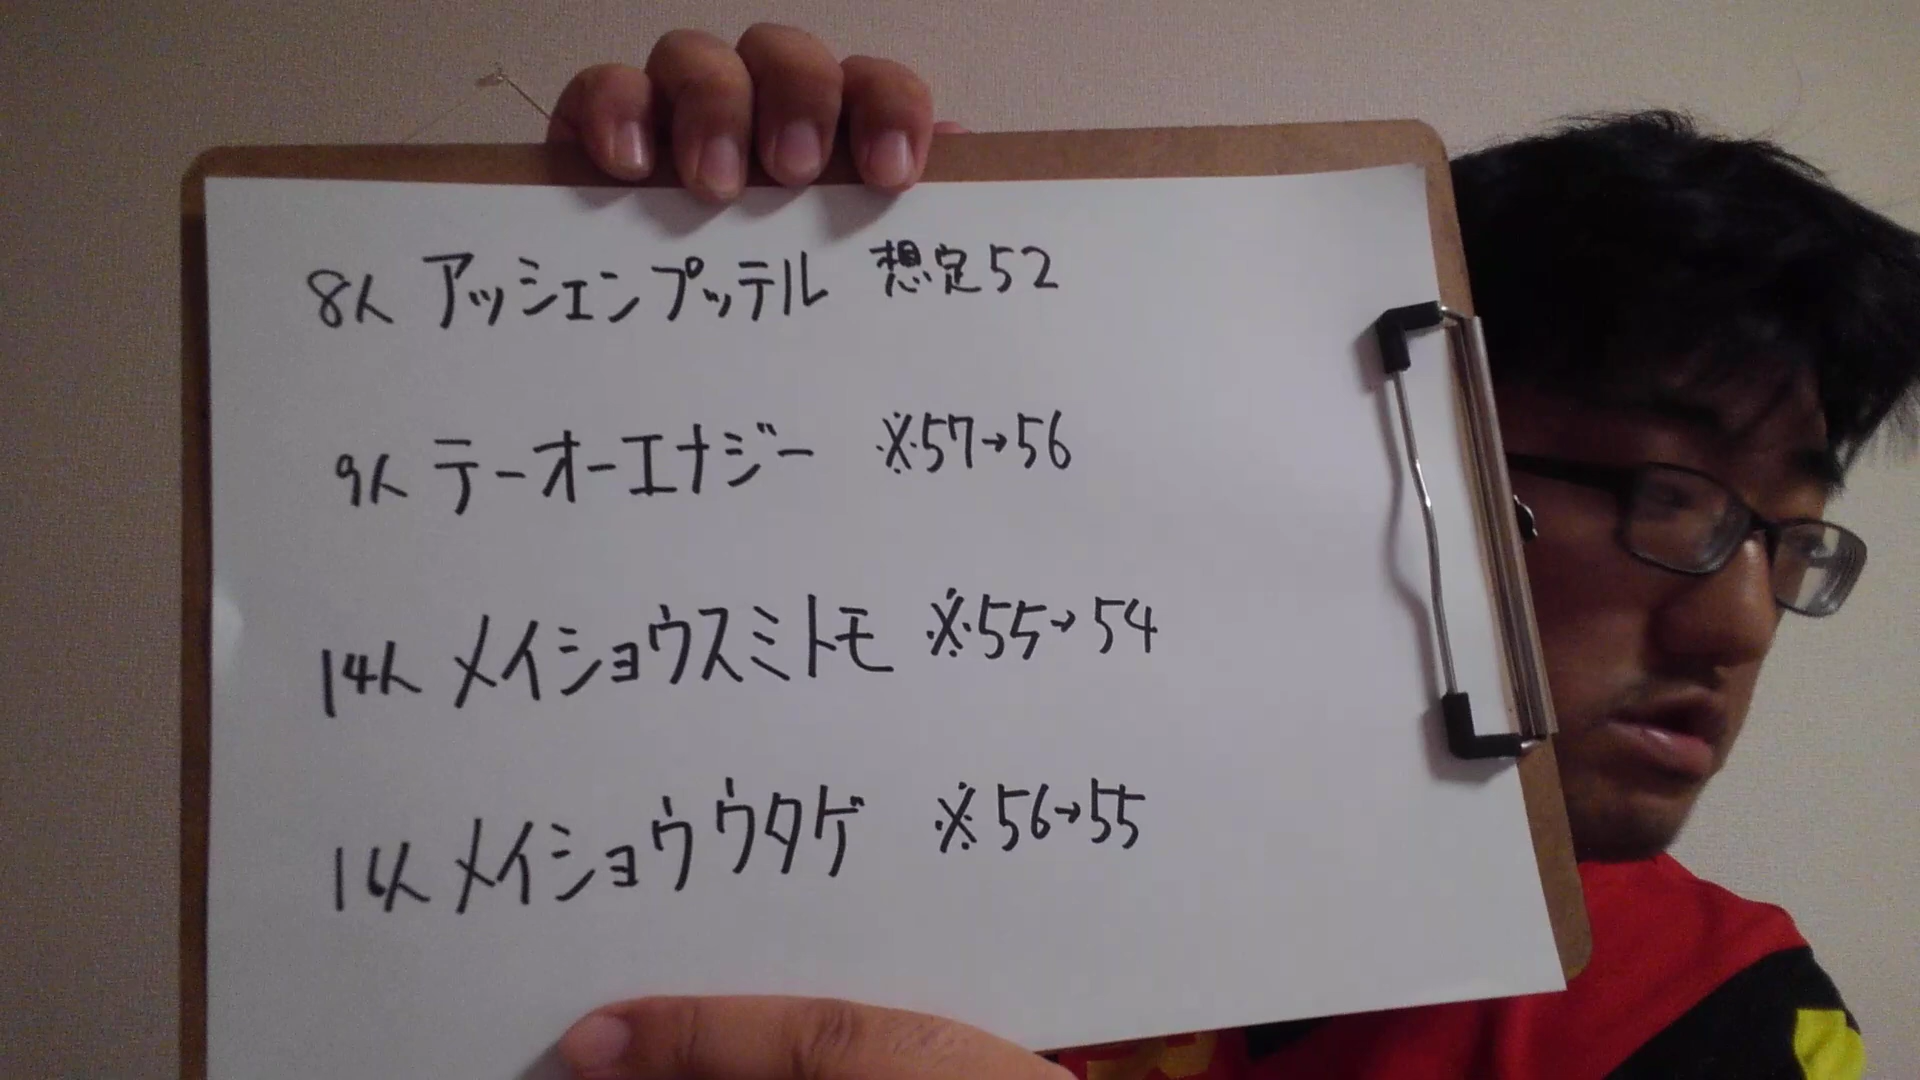 8人 アッシェンプッテル 想定52
9人 テーオーエナジー ※57→56
14人 メイショウスミトモ ※55→54
14人 メイショウウタゲ ※56→55